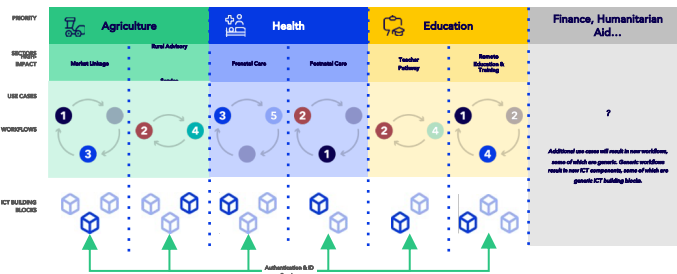 PRIORITY
Agriculture
Health
Education
Finance, Humanitarian
Aid...
SECTORS
IMPACT
Market Linkage
Rural Advisory
Prenatal Care
Postnatal Care
Teacher
Pathway
Remote
Education &
Training
USE CASES
WORKFLOWS
1
3
2
4
3
5
2
1
2
4
1
2
4
?
Additional use cases will result in new workflows,
some of which are generic. Generic workflows
result in new ICT components, some of which are
generic ICT building blocks.
ICT BUILDING
BLOCKS
Authentication & ID